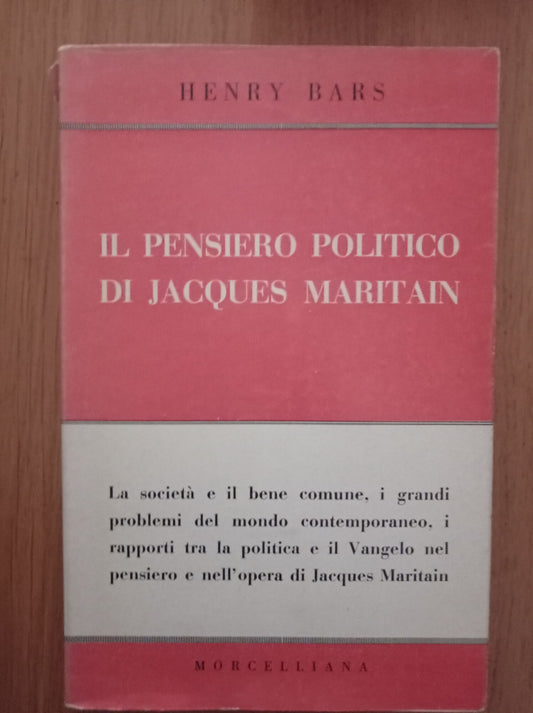 HENRY BARS
IL PENSIERO POLITICO
DI JACQUES MARITAIN
La società e il bene comune, i grandi
problemi del mondo contemporaneo, i
rapporti tra la politica e il Vangelo nel
pensiero e nell'opera di Jacques Maritain
MORCELLIANA